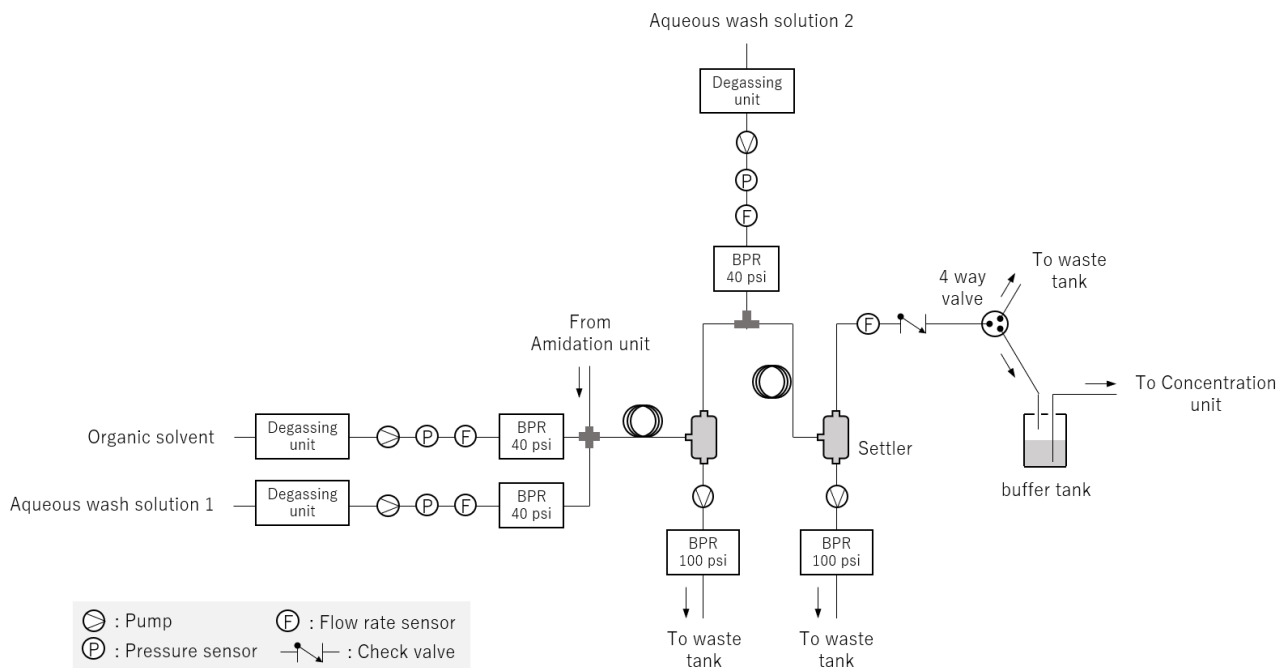 Aqueous wash solution 2
Degassing
unit
P
F
BPR
40 psi
4 way
valve
To waste
tank
F
From
Amidation unit
To Concentration
unit
Organic solvent
Degassing
unit
P
F
BPR
40 psi
Settler
buffer tank
Aqueous wash solution 1
Degassing
unit
P
F
BPR
40 psi
BPR
100 psi
BPR
100 psi
To waste
tank
To waste
tank
: Pump
F : Flow rate sensor
P : Pressure sensor
: Check valve